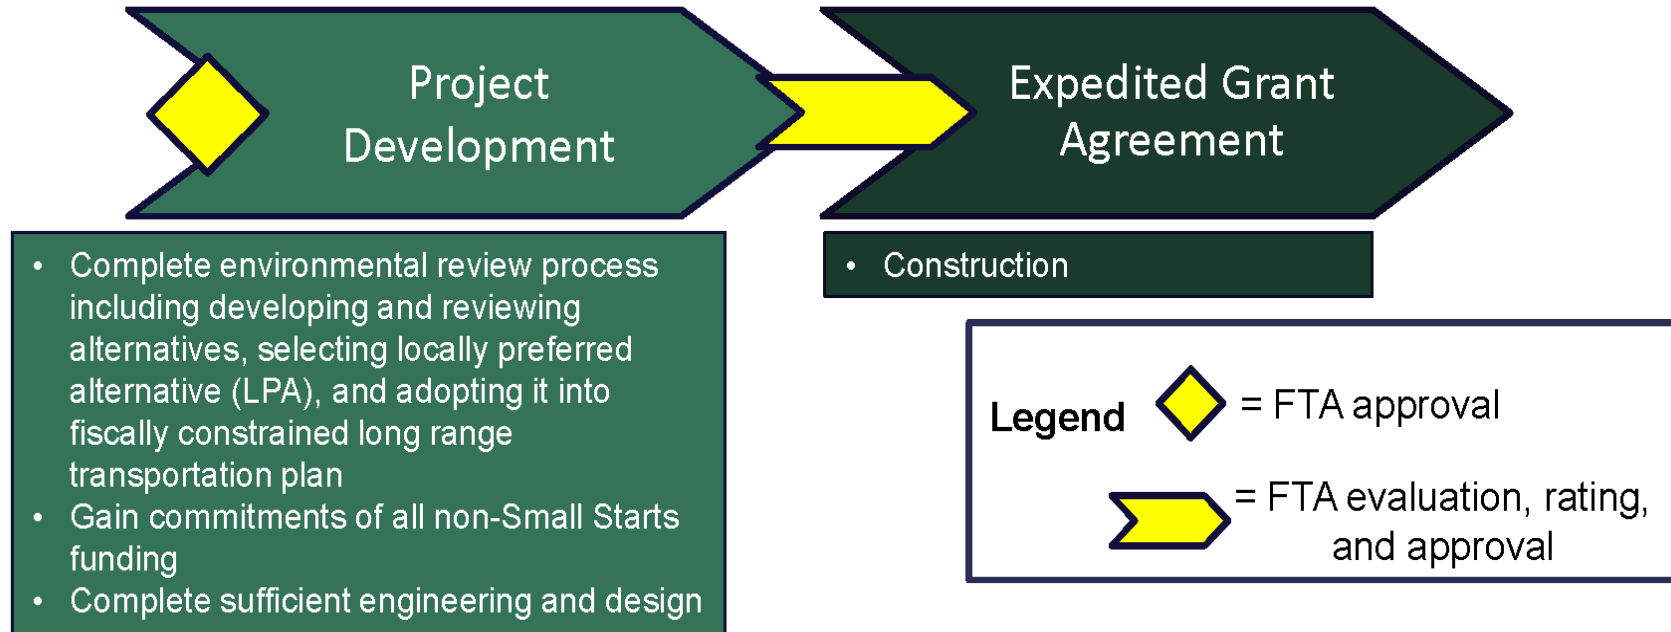 Project
Development
Expedited Grant
Agreement
• Complete environmental review process
including developing and reviewing
alternatives, selecting locally preferred
alternative (LPA), and adopting it into
fiscally constrained long range
transportation plan
• Gain commitments of all non-Small Starts
funding
• Complete sufficient engineering and design
• Construction
Legend
= FTA approval
= FTA evaluation, rating,
and approval